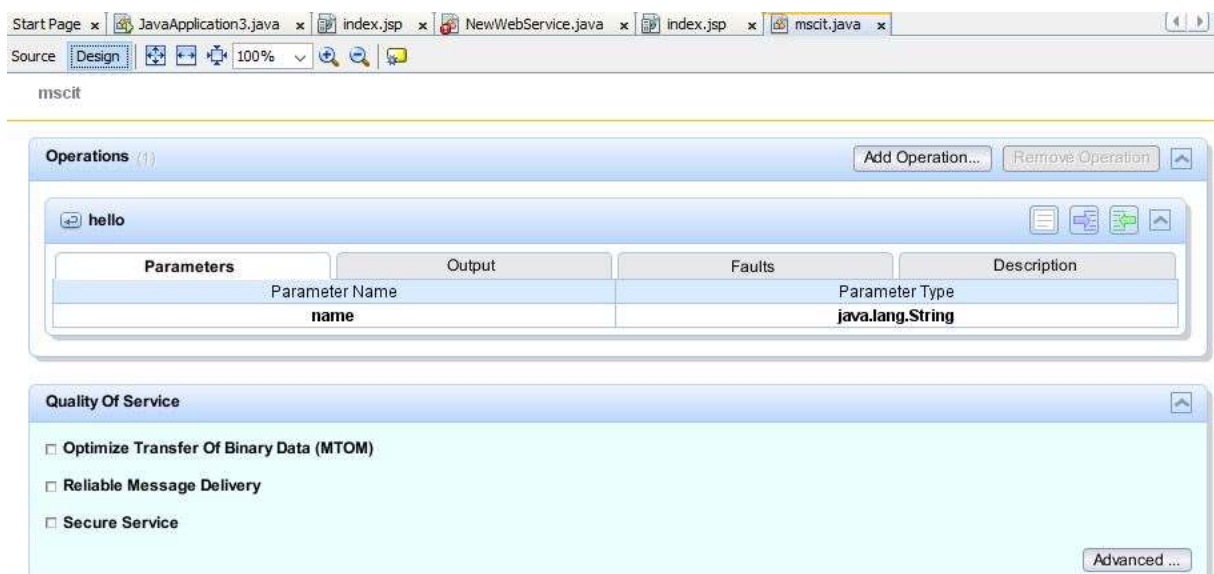 Start Page JavaApplication3.java index.jsp NewWebService.java index.jsp mscit.java
Source Design 100%
mscit
Operations (1) Add Operation... Remove Operation
hello
Parameters Output Faults Description
Parameter Name Parameter Type
name java.lang.String
Quality Of Service
Optimize Transfer Of Binary Data (MTOM)
Reliable Message Delivery
Secure Service
Advanced ...